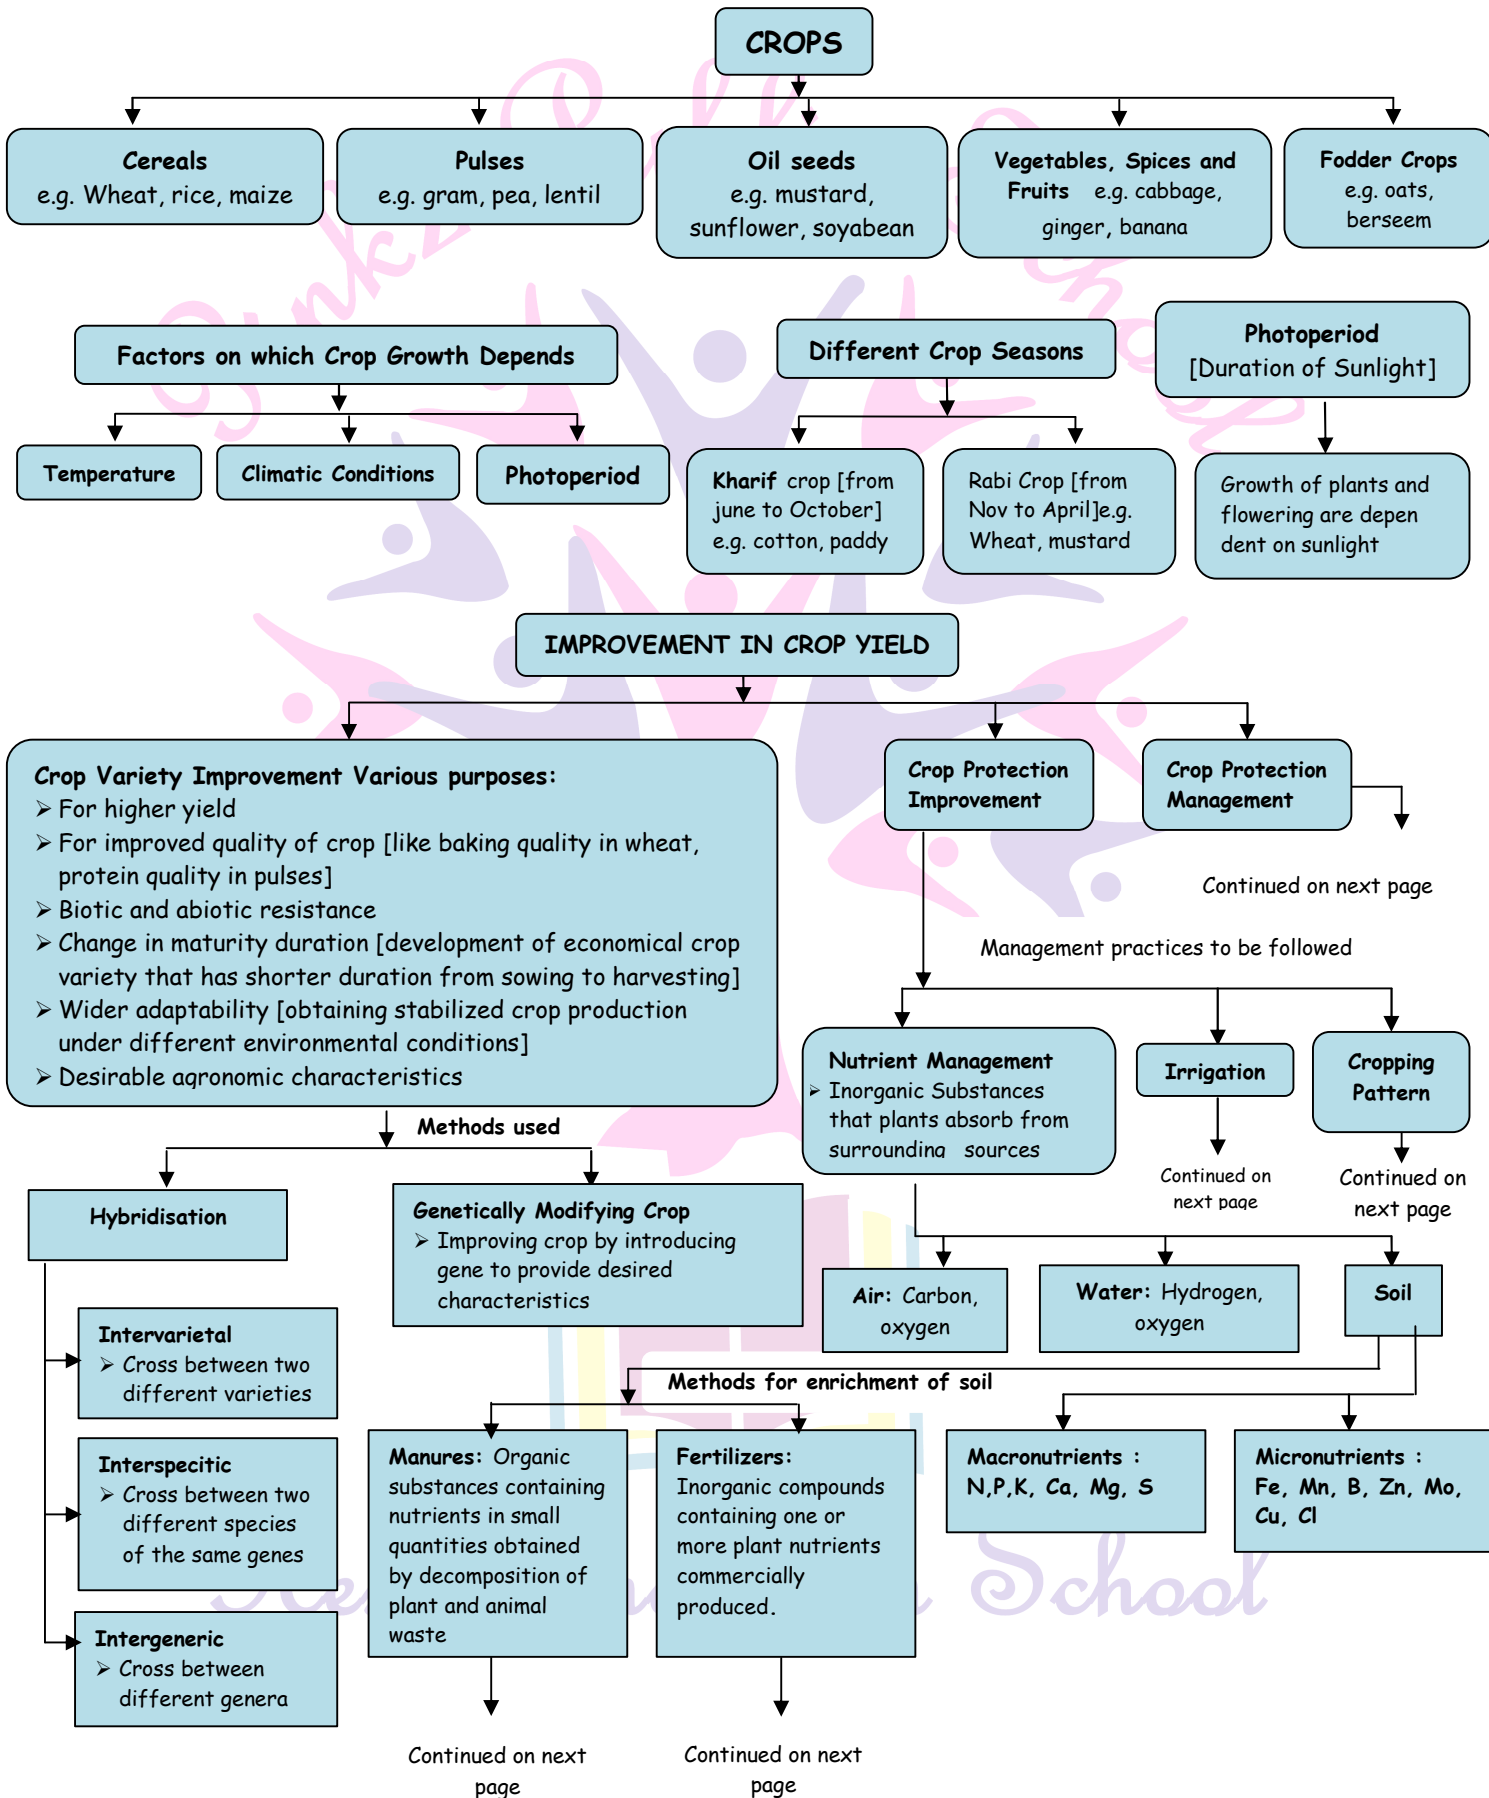 CROPS
Cereals
e.g. Wheat, rice, maize
Pulses
e.g. gram, pea, lentil
Oil seeds
e.g. mustard,
sunflower, soyabean
Vegetables, Spices and
Fruits e.g. cabbage,
ginger, banana
Fodder Crops
e.g. oats,
berseem
Factors on which Crop Growth Depends
Temperature
Climatic Conditions
Photoperiod
Different Crop Seasons
Kharif crop [from
june to October]
e.g. cotton, paddy
Rabi Crop [from
Nov to April]e.g.
Wheat, mustard
Photoperiod
[Duration of Sunlight]
Growth of plants and
flowering are depen
dent on sunlight
IMPROVEMENT IN CROP YIELD
Crop Variety Improvement Various purposes:
➢ For higher yield
➢ For improved quality of crop [like baking quality in wheat,
protein quality in pulses]
➢ Biotic and abiotic resistance
➢ Change in maturity duration [development of economical crop
variety that has shorter duration from sowing to harvesting]
➢ Wider adaptability [obtaining stabilized crop production
under different environmental conditions]
➢ Desirable agronomic characteristics
Crop Protection
Improvement
Crop Protection
Management
Continued on next page
Management practices to be followed
Nutrient Management
➢ Inorganic Substances
that plants absorb from
surrounding sources
Irrigation
Continued on
next page
Cropping
Pattern
Continued on
next page
Methods used
Hybridisation
Genetically Modifying Crop
➢ Improving crop by introducing
gene to provide desired
characteristics
Air: Carbon,
oxygen
Water: Hydrogen,
oxygen
Soil
Intervarietal
➢ Cross between two
different varieties
Interspecitic
➢ Cross between two
different species
of the same genes
Intergeneric
➢ Cross between
different genera
Methods for enrichment of soil
Manures: Organic
substances containing
nutrients in small
quantities obtained
by decomposition of
plant and animal
waste
Continued on next
page
Fertilizers:
Inorganic compounds
containing one or
more plant nutrients
commercially
produced.
Continued on next
page
Macronutrients :
N,P,K, Ca, Mg, S
Micronutrients :
Fe, Mn, B, Zn, Mo,
Cu, Cl
School